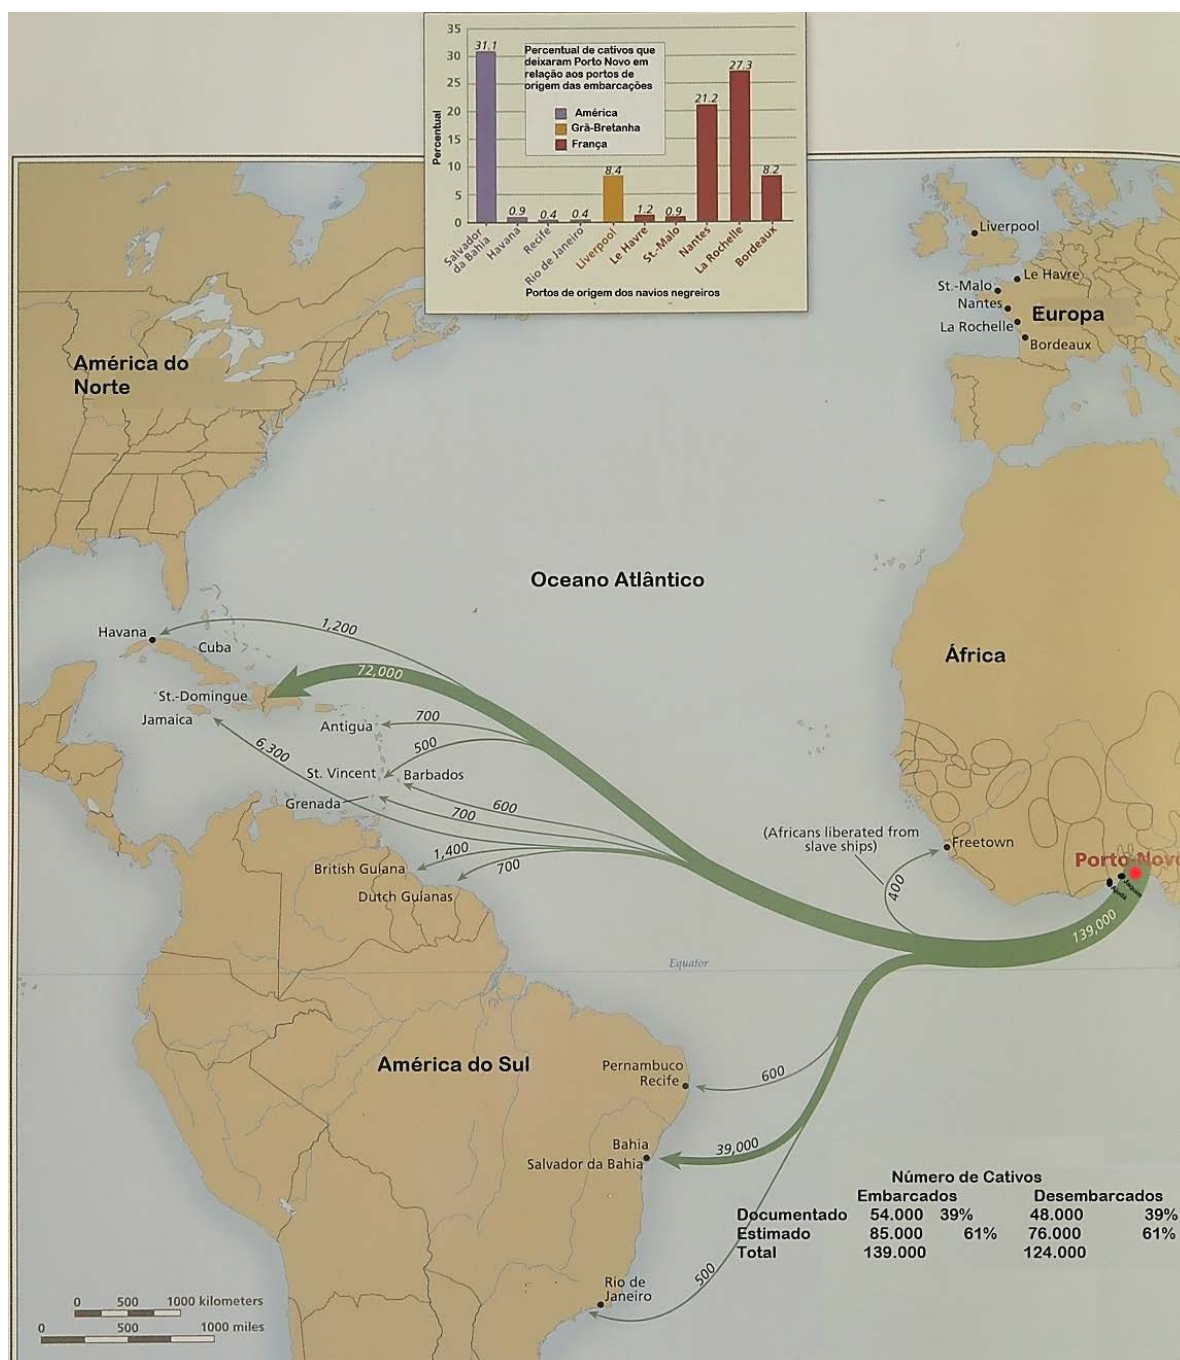 35
30
25
20
15
10
5
0
Percentual
31.1
0.9
0.4
0.4
8.4
1.2
0.9
21.2
27.3
8.2
Percentual de cativos que
deixaram Porto Novo em
relação aos portos de
origem das embarcações
América
Grã-Bretanha
França
Salvador
da Bahia
Havana
Recife
Rio de Janeiro
Liverpool
Le Havre
St.-Malo
Nantes
La Rochelle
Bordeaux
Portos de origem dos navios negreiros
Liverpool
Le Havre
St.-Malo
Nantes
La Rochelle
Bordeaux
Europa
América do
Norte
Oceano Atlântico
África
Havana
Cuba
1,200
72,000
St.-Domingue
Jamaica
6,300
Antigua
700
500
St. Vincent
Barbados
Grenada
600
700
1,400
700
British Guiana
Dutch Guianas
(Africans liberated from
slave ships)
Freetown
400
Porto-Novo
Ajudá
Jaquim
139,000
Equator
América do Sul
Pernambuco
Recife
600
Bahia
Salvador da Bahia
39,000
Rio de
Janeiro
500
Número de Cativos
Embarcados Desembarcados
Documentado 54.000 39% 48.000 39%
Estimado 85.000 61% 76.000 61%
Total 139.000 124.000
0 500 1000 kilometers
0 500 1000 miles